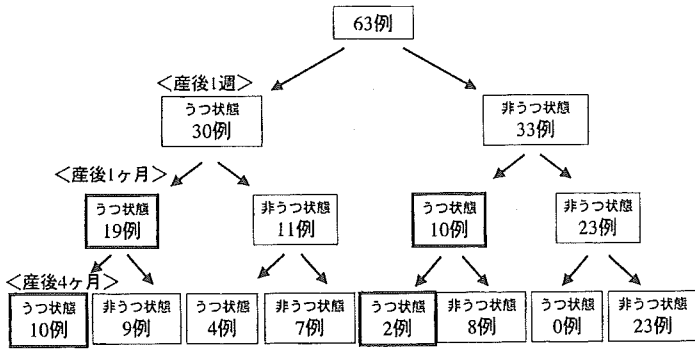 63例
<産後1週>
うつ状態
30例
非うつ状態
33例
<産後1ヶ月>
うつ状態
19例
非うつ状態
11例
うつ状態
10例
非うつ状態
23例
<産後4ヶ月>
うつ状態
10例
非うつ状態
9例
うつ状態
4例
非うつ状態
7例
うつ状態
2例
非うつ状態
8例
うつ状態
0例
非うつ状態
23例